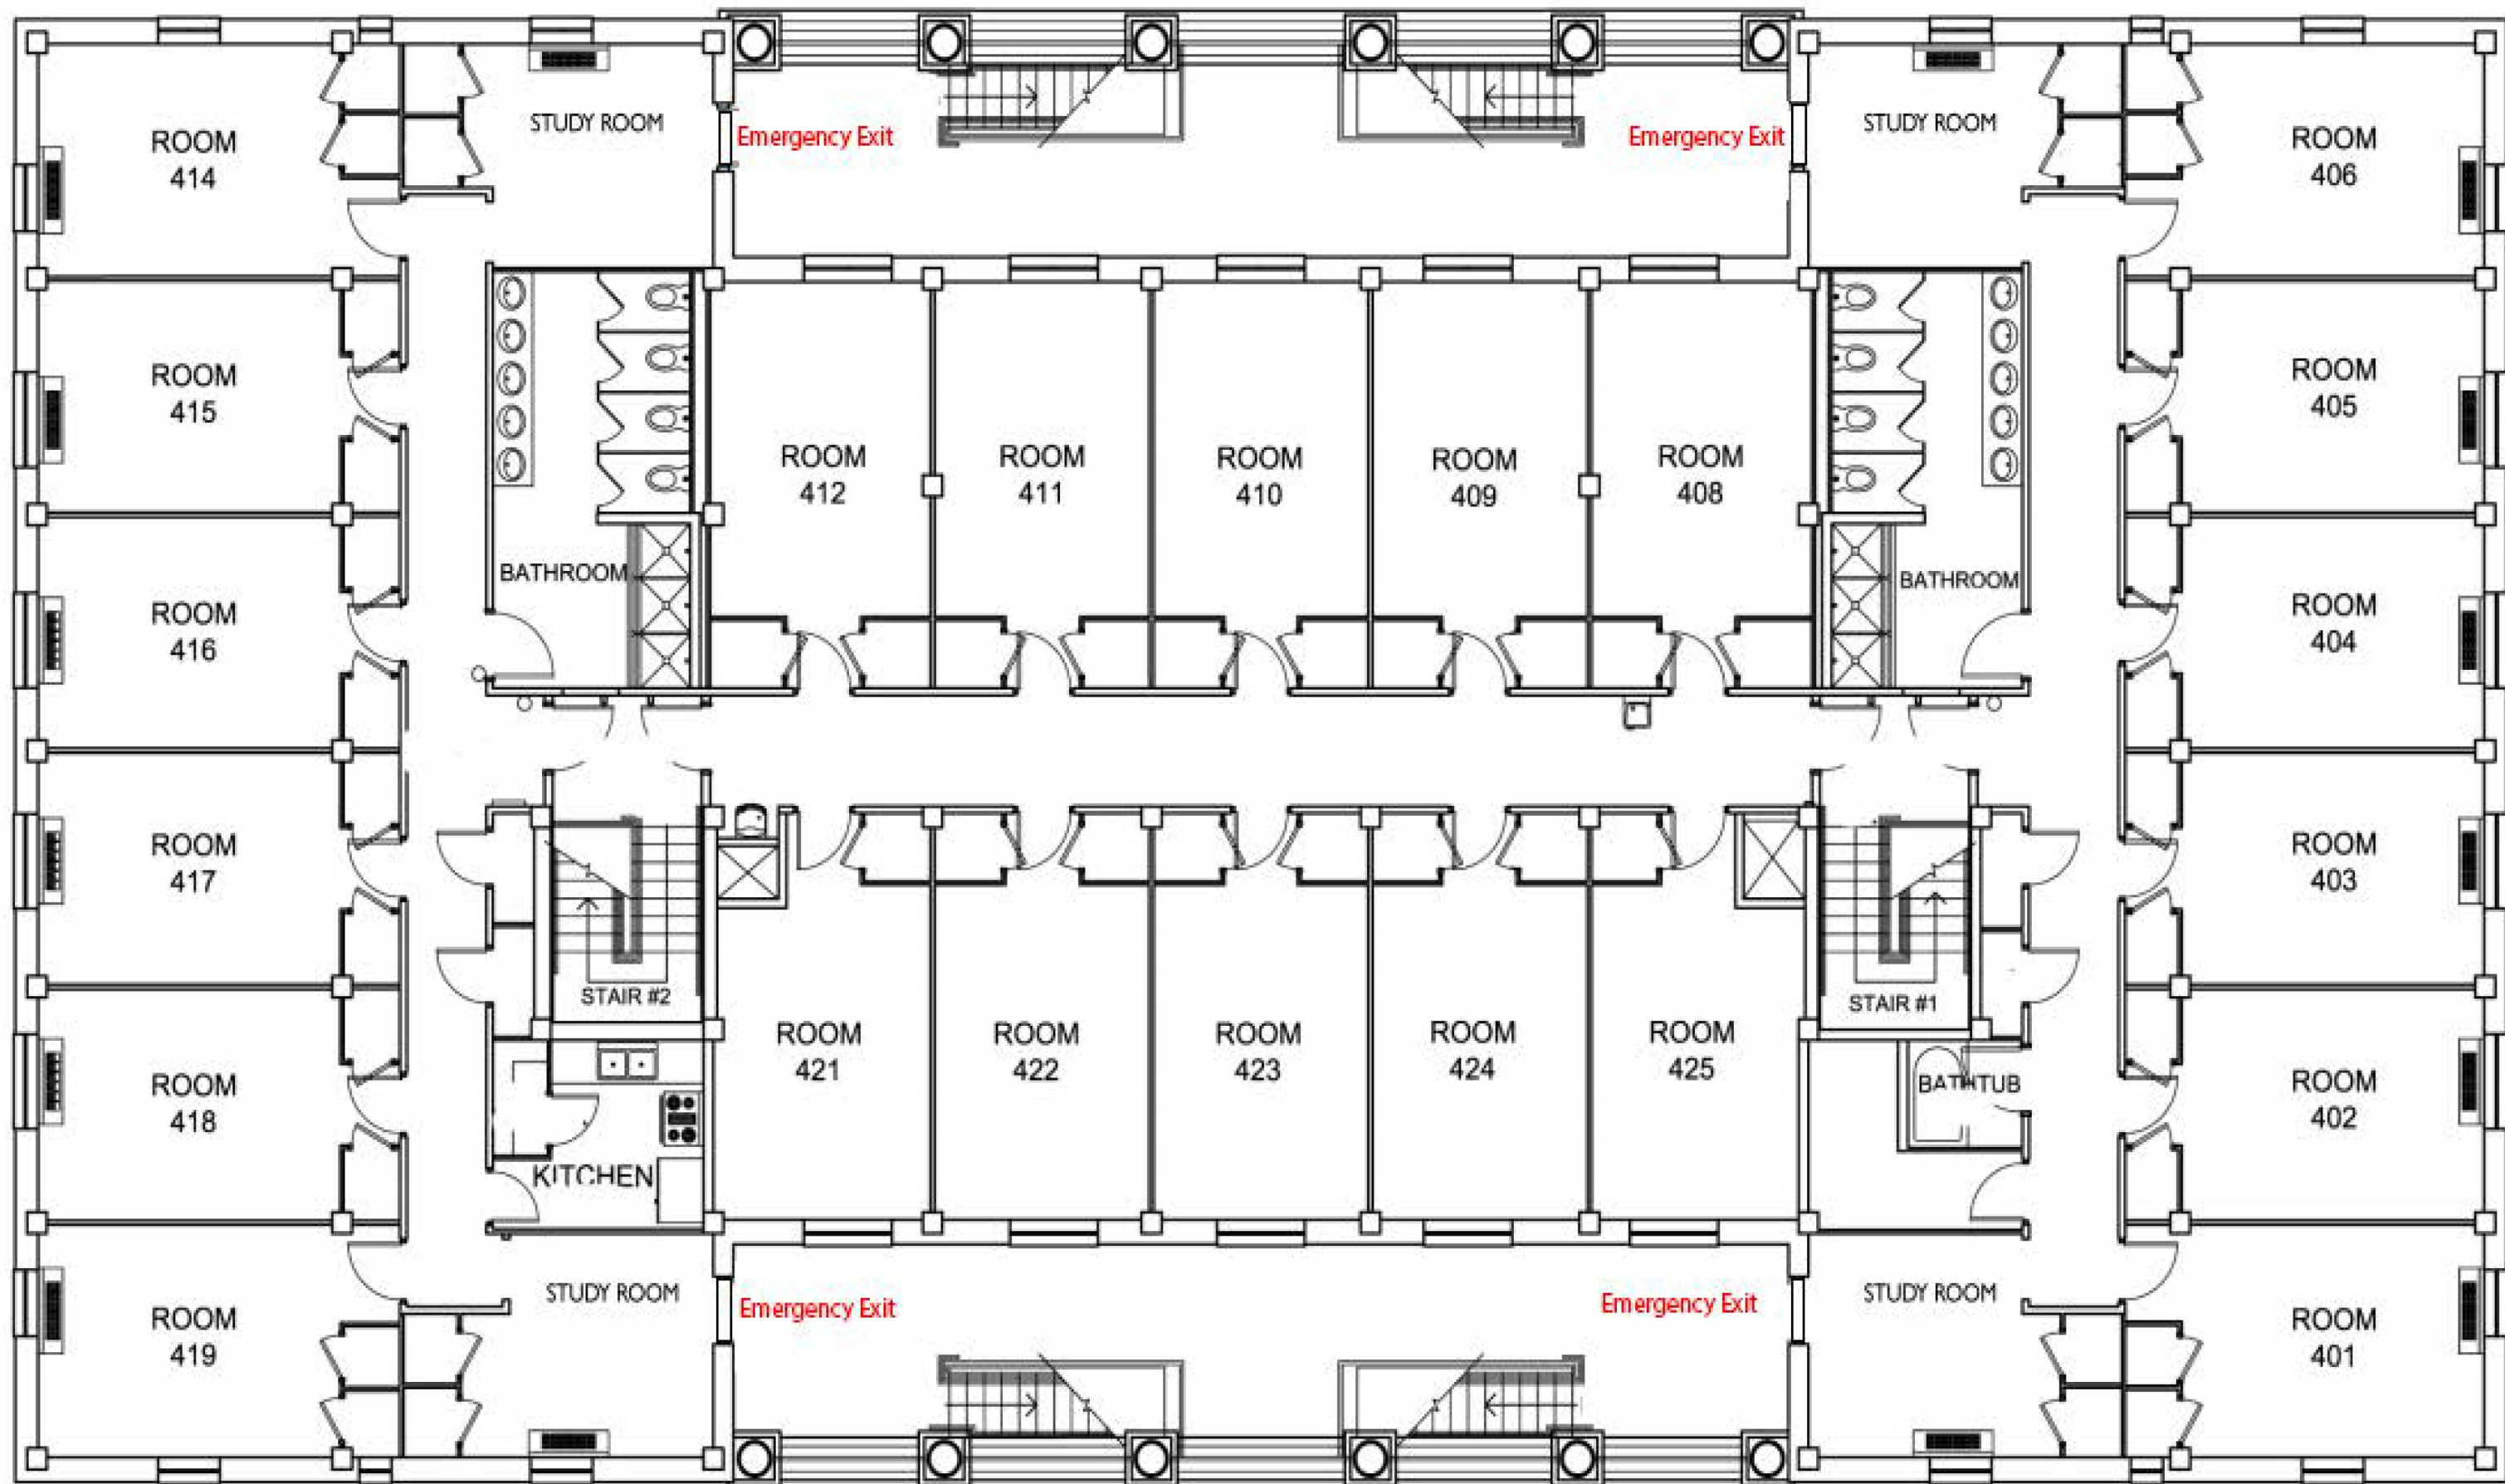 STUDY ROOM
Emergency Exit
Emergency Exit
STUDY ROOM
ROOM
414
ROOM
406
ROOM
415
ROOM
405
ROOM
412
ROOM
411
ROOM
410
ROOM
409
ROOM
408
BATHROOM
BATHROOM
ROOM
416
ROOM
404
ROOM
417
ROOM
403
STAIR #2
STAIR #1
ROOM
421
ROOM
422
ROOM
423
ROOM
424
ROOM
425
ROOM
418
BATHTUB
ROOM
402
KITCHEN
STUDY ROOM
Emergency Exit
Emergency Exit
STUDY ROOM
ROOM
419
ROOM
401